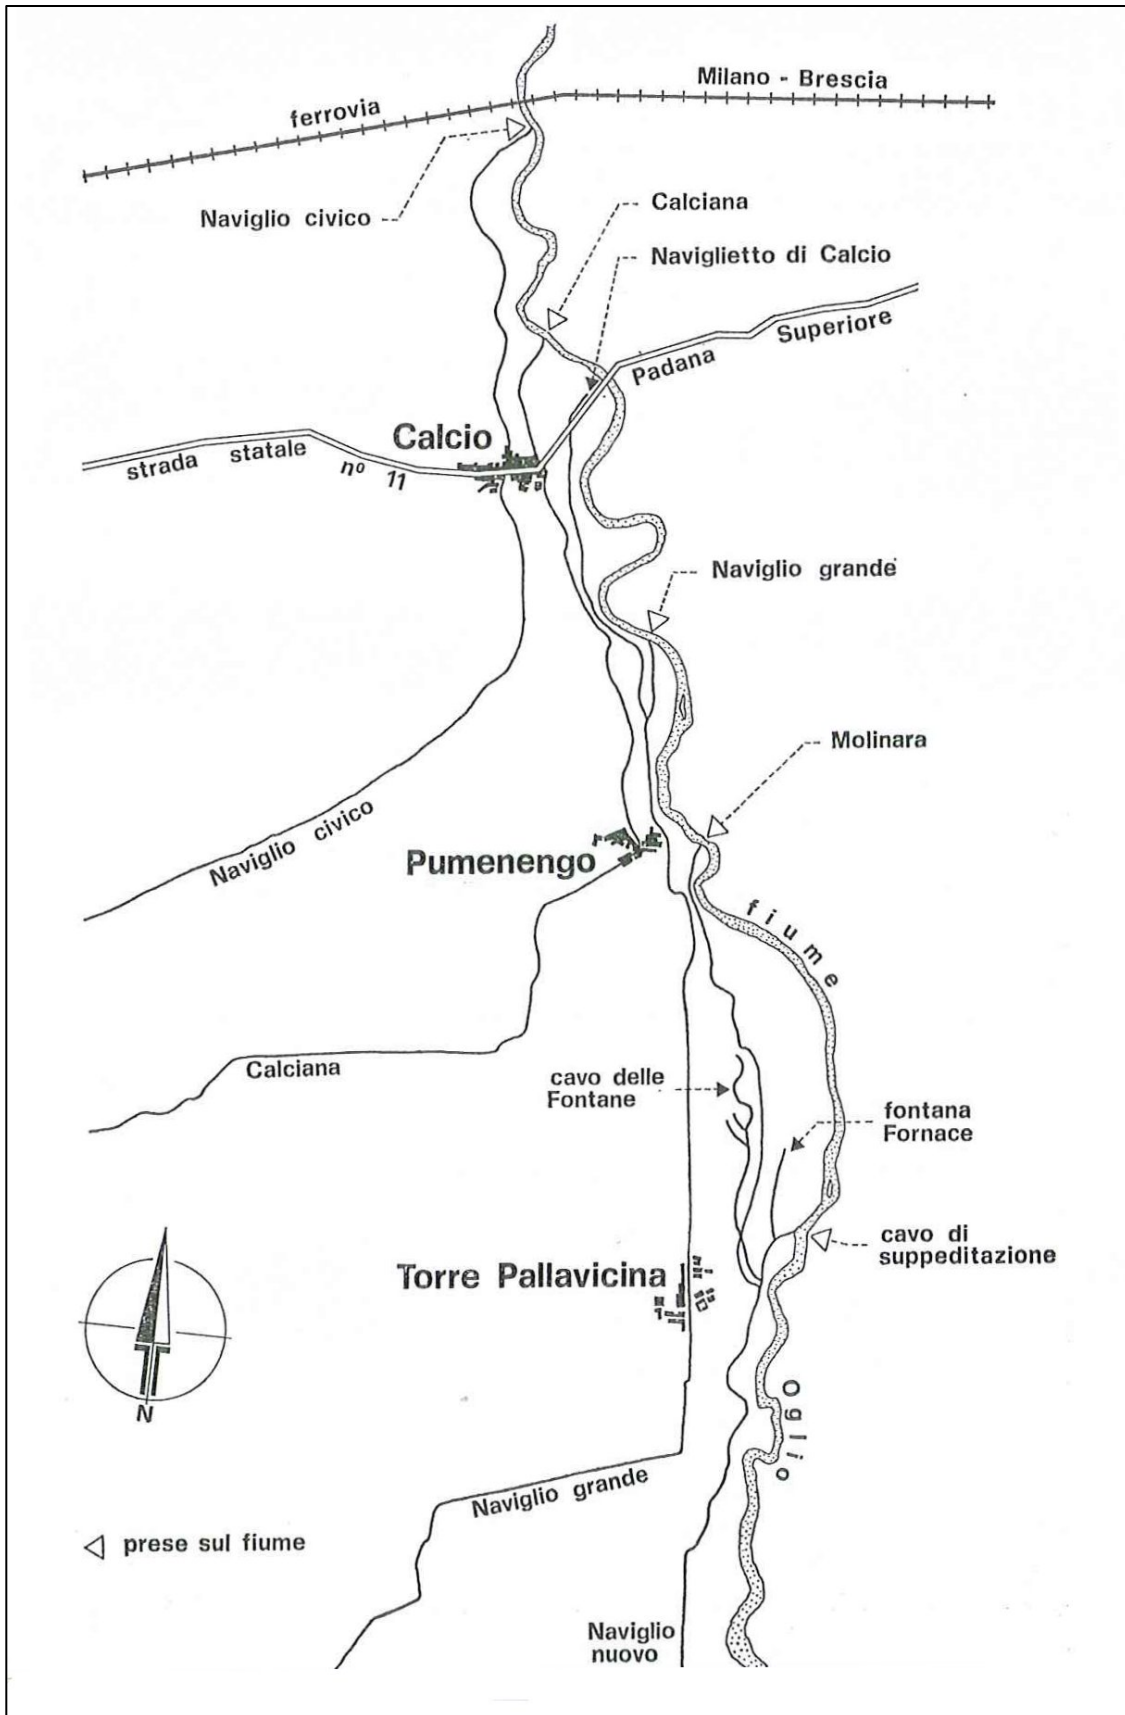 Milano - Brescia
ferrovia
Naviglio civico
Calciana
Naviglietto di Calcio
Padana Superiore
Calcio
strada statale nº 11
Naviglio grande
Molinara
Naviglio civico
Pumenengo
fiume
Calciana
cavo delle
Fontane
fontana
Fornace
cavo di
suppeditazione
Torre Pallavicina
N
Oglio
Naviglio grande
prese sul fiume
Naviglio
nuovo